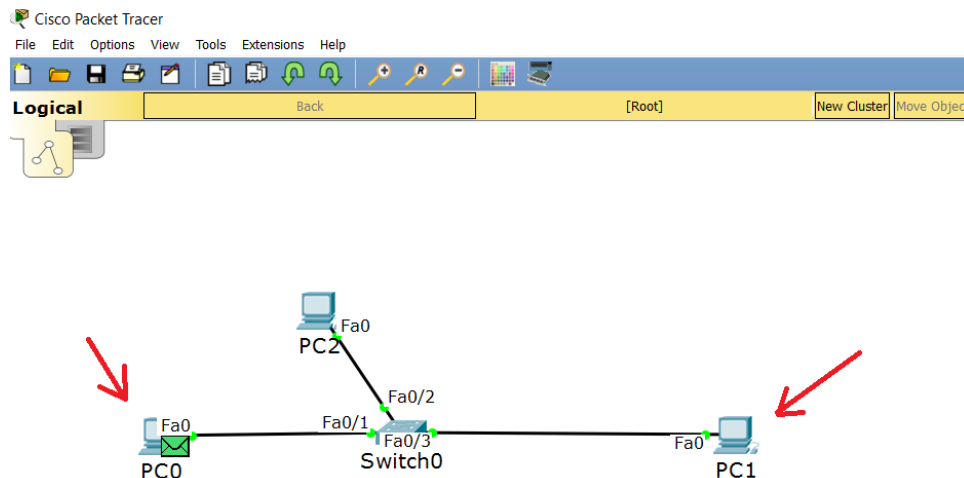 Cisco Packet Tracer
File Edit Options View Tools Extensions Help
Logical Back [Root] New Cluster Move Objec
Fa0
PC2
Fa0/2
Fa0 Fa0/1 Fa0/3 Fa0
PC0 Switch0 PC1